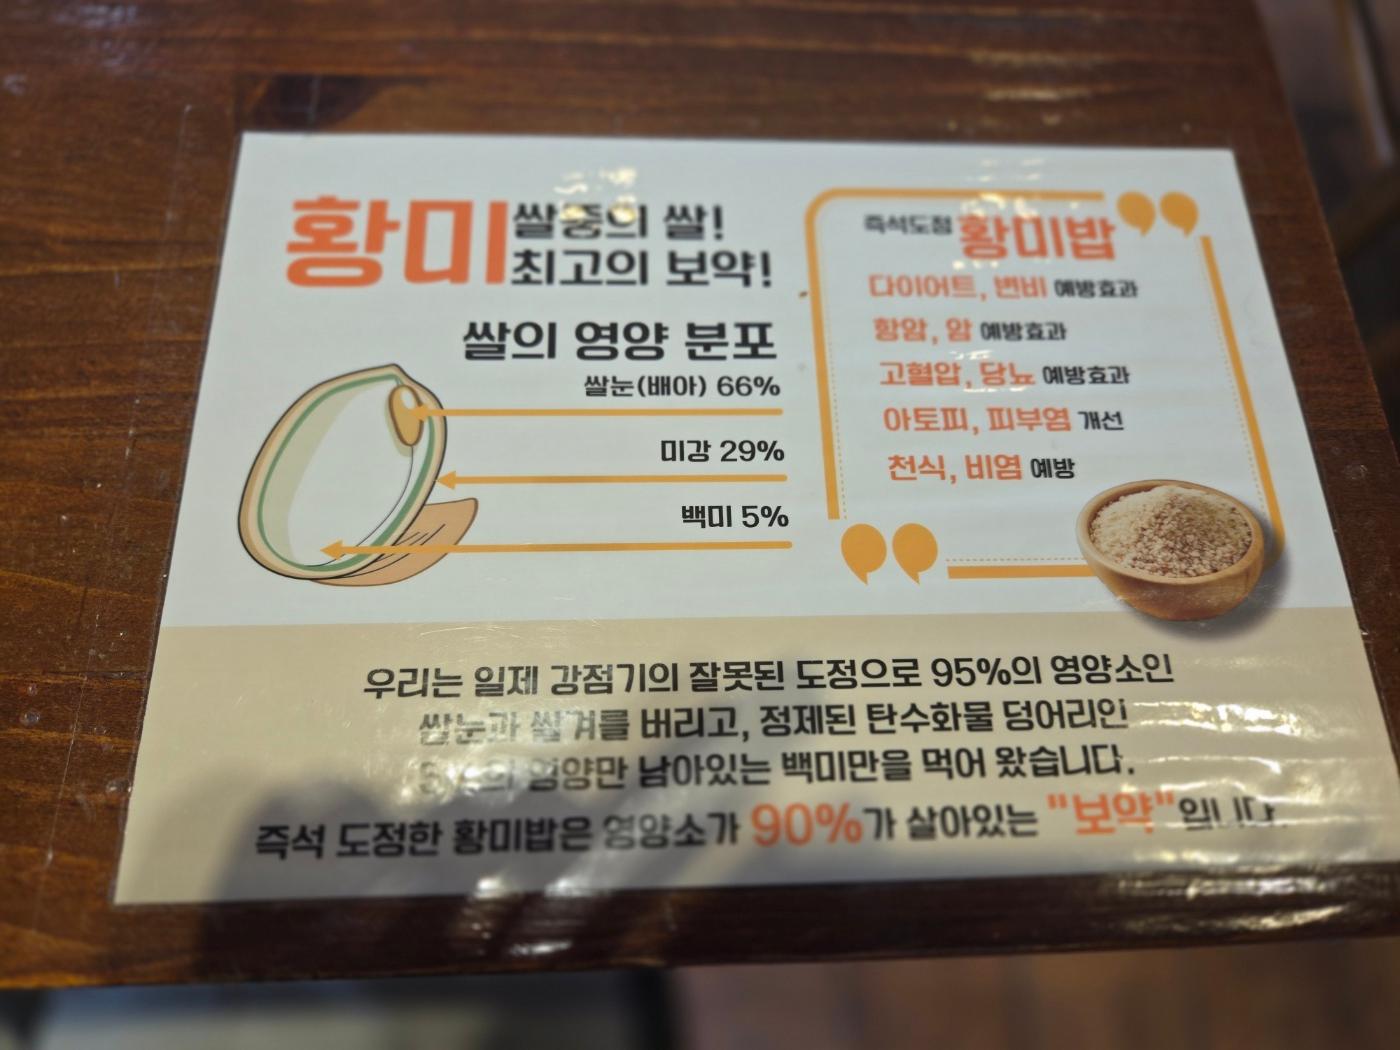 황미 쌀중의 쌀!
최고의 보약!
쌀의 영양 분포
쌀눈(배아) 66%
미강 29%
백미 5%
즉석도정 황미밥
다이어트, 변비 예방효과
항암, 암 예방효과
고혈압, 당뇨 예방효과
아토피, 피부염 개선
천식, 비염 예방
우리는 일제 강점기의 잘못된 도정으로 95%의 영양소인
쌀눈과 쌀겨를 버리고, 정제된 탄수화물 덩어리인
영양만 남아있는 백미만을 먹어 왔습니다.
즉석 도정한 황미밥은 영양소가 90%가 살아있는 "보약"입니다.